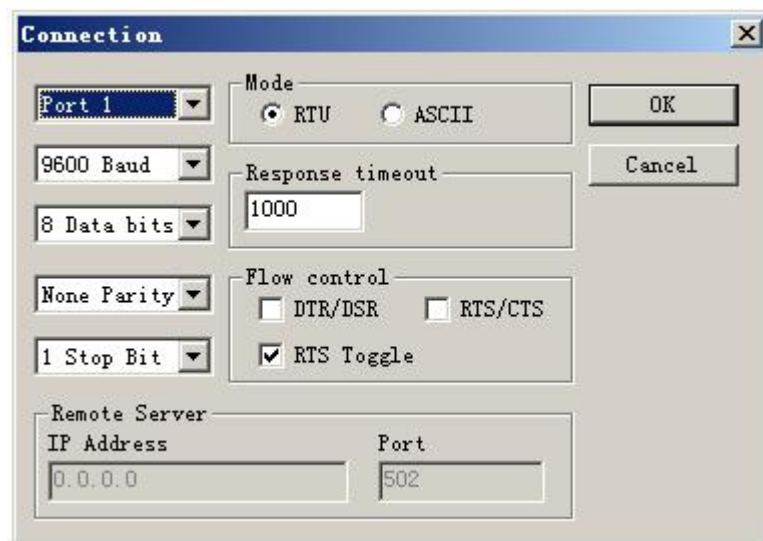 Connection
Port 1
9600 Baud
8 Data bits
None Parity
1 Stop Bit
Mode
RTU ASCII
Response timeout
1000
Flow control
DTR/DSR RTS/CTS
RTS Toggle
OK
Cancel
Remote Server
IP Address Port
0.0.0.0 502